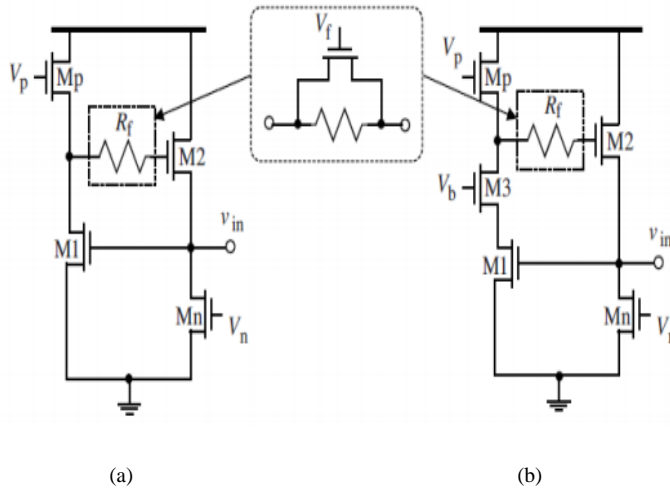 V_f
V_p
Mp
R_f
M2
M1
v_in
Mn
V_n
V_p
Mp
R_f
M2
V_b
M3
v_in
M1
Mn
(a)
(b)